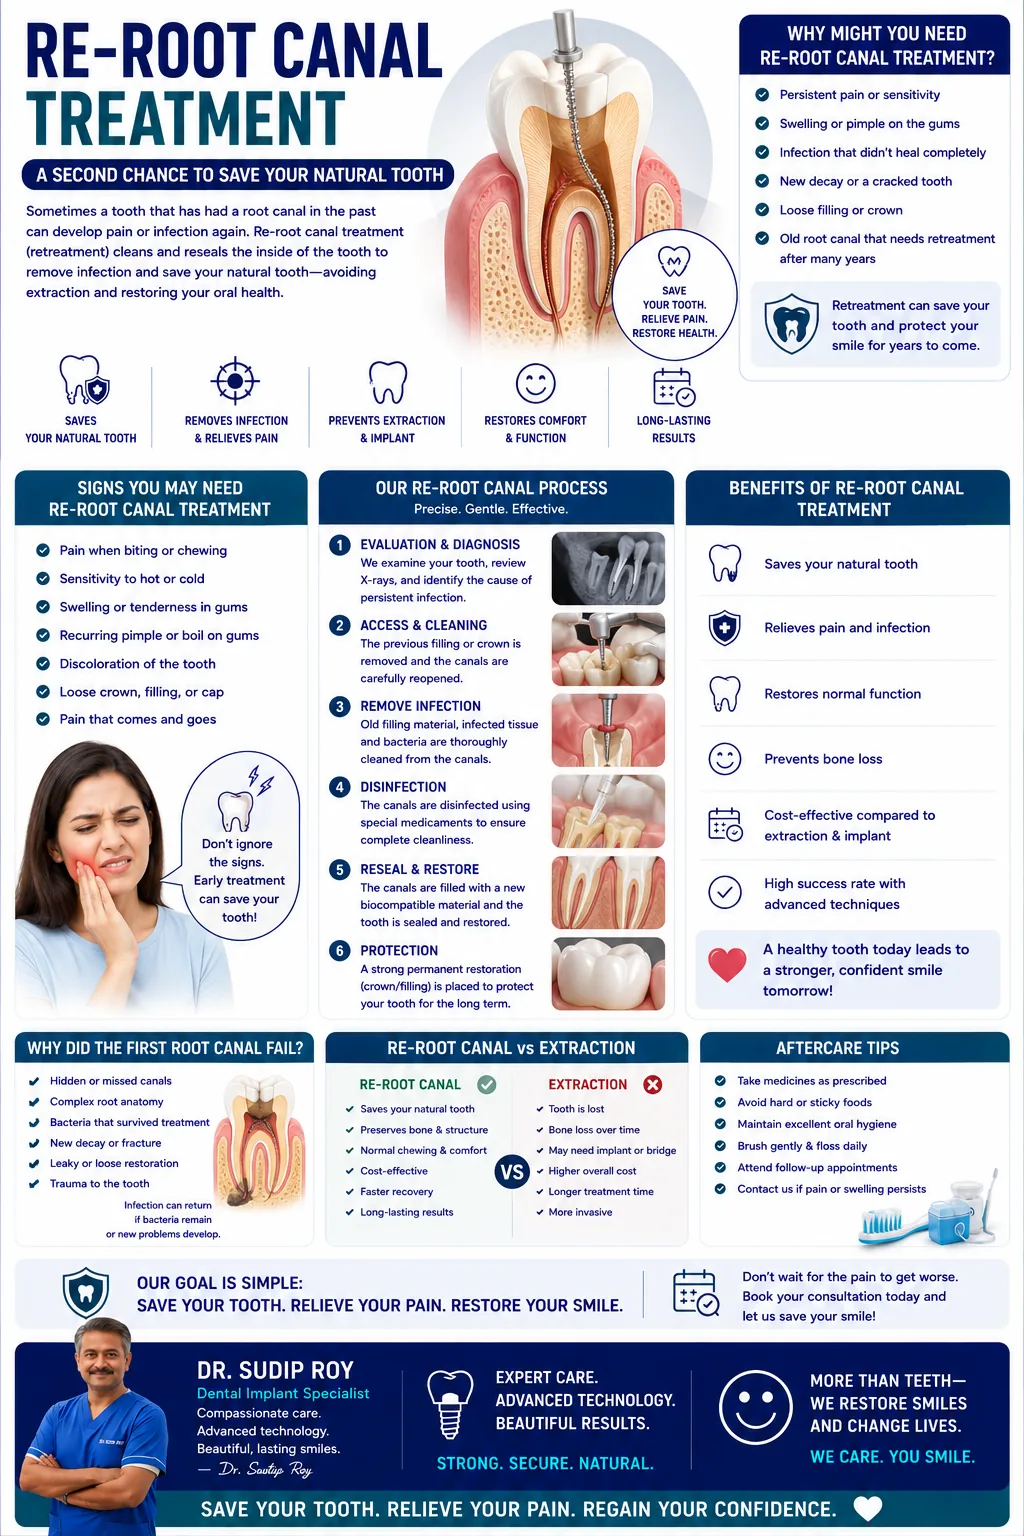 RE-ROOT CANAL
TREATMENT
A SECOND CHANCE TO SAVE YOUR NATURAL TOOTH
Sometimes a tooth that has had a root canal in the past
can develop pain or infection again. Re-root canal treatment
(retreatment) cleans and reseals the inside of the tooth to
remove infection and save your natural tooth—avoiding
extraction and restoring your oral health.
SAVE
YOUR TOOTH.
RELIEVE PAIN.
RESTORE HEALTH.
WHY MIGHT YOU NEED
RE-ROOT CANAL TREATMENT?
Persistent pain or sensitivity
Swelling or pimple on the gums
Infection that didn't heal completely
New decay or a cracked tooth
Loose filling or crown
Old root canal that needs retreatment
after many years
Retreatment can save your
tooth and protect your
smile for years to come.
SAVES
YOUR NATURAL TOOTH
REMOVES INFECTION
& RELIEVES PAIN
PREVENTS EXTRACTION
& IMPLANT
RESTORES COMFORT
& FUNCTION
LONG-LASTING
RESULTS
SIGNS YOU MAY NEED
RE-ROOT CANAL TREATMENT
Pain when biting or chewing
Sensitivity to hot or cold
Swelling or tenderness in gums
Recurring pimple or boil on gums
Discoloration of the tooth
Loose crown, filling, or cap
Pain that comes and goes
Don't ignore
the signs.
Early treatment
can save your
tooth!
OUR RE-ROOT CANAL PROCESS
Precise. Gentle. Effective.
1 EVALUATION & DIAGNOSIS
We examine your tooth, review
X-rays, and identify the cause of
persistent infection.
2 ACCESS & CLEANING
The previous filling or crown is
removed and the canals are
carefully reopened.
3 REMOVE INFECTION
Old filling material, infected tissue
and bacteria are thoroughly
cleaned from the canals.
4 DISINFECTION
The canals are disinfected using
special medicaments to ensure
complete cleanliness.
5 RESEAL & RESTORE
The canals are filled with a new
biocompatible material and the
tooth is sealed and restored.
6 PROTECTION
A strong permanent restoration
(crown/filling) is placed to protect
your tooth for the long term.
BENEFITS OF RE-ROOT CANAL
TREATMENT
Saves your natural tooth
Relieves pain and infection
Restores normal function
Prevents bone loss
Cost-effective compared to
extraction & implant
High success rate with
advanced techniques
A healthy tooth today leads to
a stronger, confident smile
tomorrow!
WHY DID THE FIRST ROOT CANAL FAIL?
Hidden or missed canals
Complex root anatomy
Bacteria that survived treatment
New decay or fracture
Leaky or loose restoration
Trauma to the tooth
Infection can return
if bacteria remain
or new problems develop.
RE-ROOT CANAL vs EXTRACTION
RE-ROOT CANAL
Saves your natural tooth
Preserves bone & structure
Normal chewing & comfort
Cost-effective
Faster recovery
Long-lasting results
VS
EXTRACTION
Tooth is lost
Bone loss over time
May need implant or bridge
Higher overall cost
Longer treatment time
More invasive
AFTERCARE TIPS
Take medicines as prescribed
Avoid hard or sticky foods
Maintain excellent oral hygiene
Brush gently & floss daily
Attend follow-up appointments
Contact us if pain or swelling persists
OUR GOAL IS SIMPLE:
SAVE YOUR TOOTH. RELIEVE YOUR PAIN. RESTORE YOUR SMILE.
Don't wait for the pain to get worse.
Book your consultation today and
let us save your smile!
DR. SUDIP ROY
Dental Implant Specialist
Compassionate care.
Advanced technology.
Beautiful, lasting smiles.
— Dr. Roy
EXPERT CARE.
ADVANCED TECHNOLOGY.
BEAUTIFUL RESULTS.
STRONG. SECURE. NATURAL.
MORE THAN TEETH—
WE RESTORE SMILES
AND CHANGE LIVES.
WE CARE. YOU SMILE.
SAVE YOUR TOOTH. RELIEVE YOUR PAIN. REGAIN YOUR CONFIDENCE.